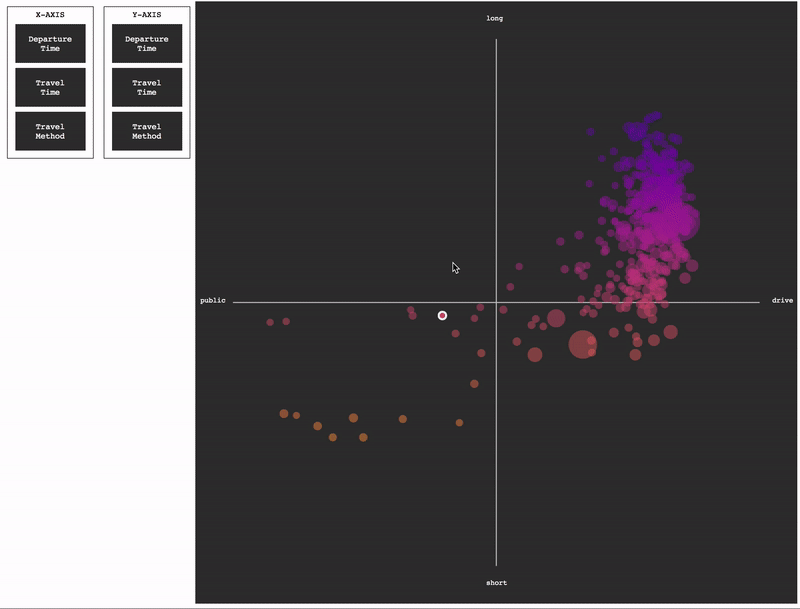 X-AXIS
Y-AXIS
Departure
Time
Departure
Time
Travel
Time
Travel
Time
Travel
Method
Travel
Method
long
public
drive
short